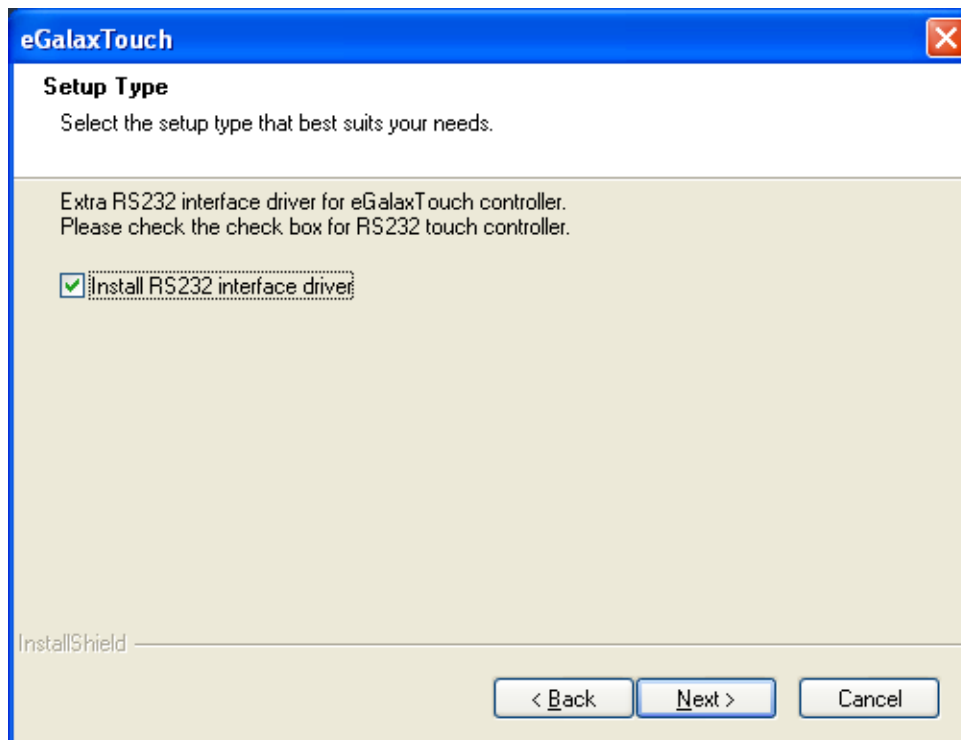 eGalaxTouch
Setup Type
Select the setup type that best suits your needs.
Extra RS232 interface driver for eGalaxTouch controller.
Please check the check box for RS232 touch controller.
Install RS232 interface driver
InstallShield
< Back Next > Cancel